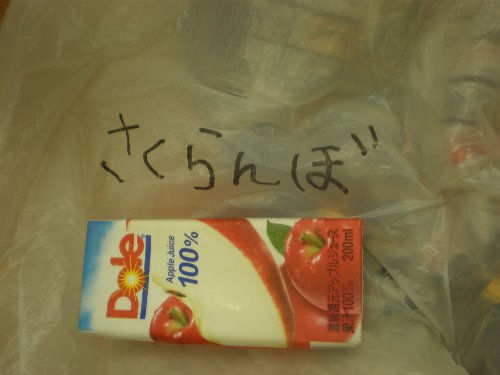 さくらんぼ
Dole
Apple Juice
100%
濃縮還元アップルジュース
果汁100% 200ml